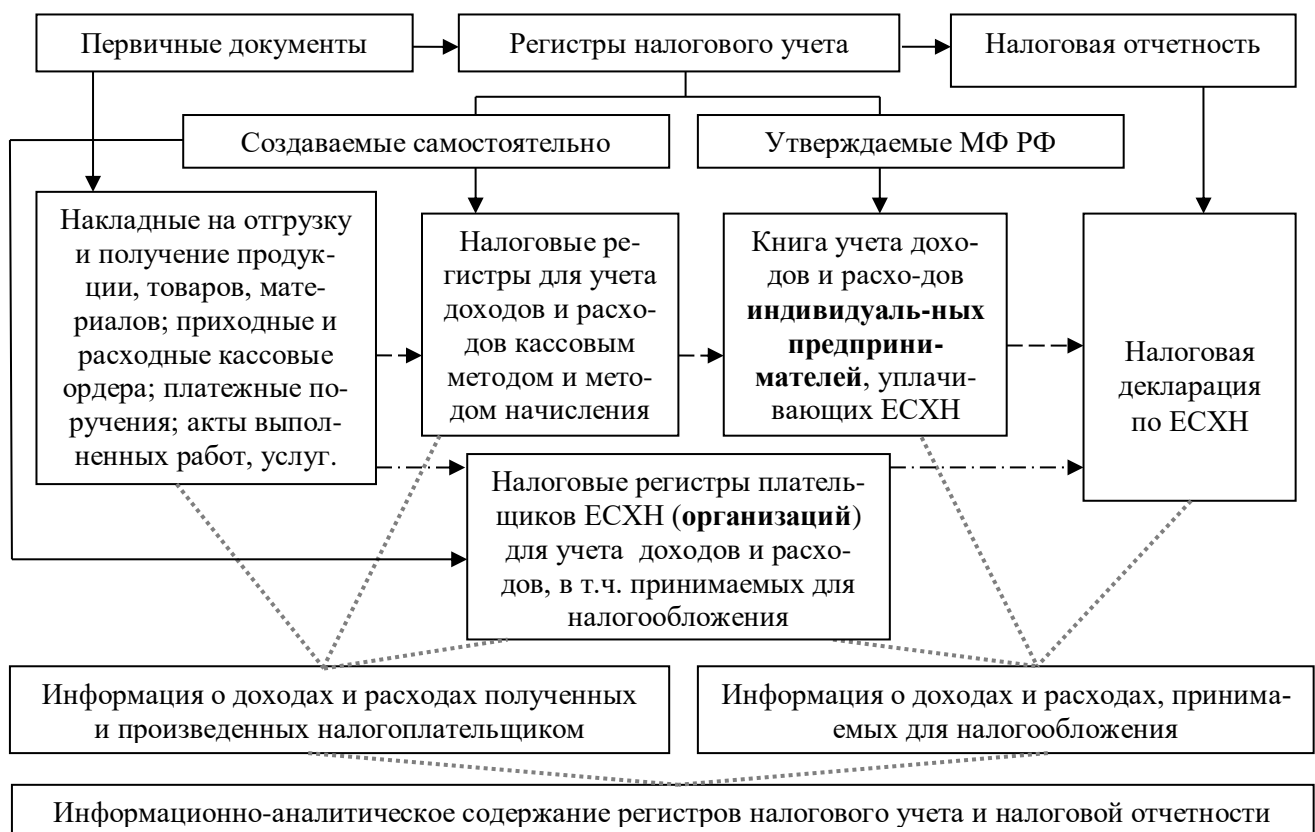 Первичные документы
Регистры налогового учета
Налоговая отчетность
Создаваемые самостоятельно
Утверждаемые МФ РФ
Накладные на отгрузку
и получение продук-
ции, товаров, мате-
риалов; приходные и
расходные кассовые
ордера; платежные по-
ручения; акты выпол-
ненных работ, услуг.
Налоговые ре-
гистры для учета
доходов и расхо-
дов кассовым
методом и мето-
дом начисления
Книга учета дохо-
дов и расхо-дов
индивидуаль-ных
предприни-
мателей, уплачи-
вающих ЕСХН
Налоговая
декларация
по ЕСХН
Налоговые регистры платель-
щиков ЕСХН (организаций)
для учета доходов и расхо-
дов, в т.ч. принимаемых для
налогообложения
Информация о доходах и расходах полученных
и произведенных налогоплательщиком
Информация о доходах и расходах, принима-
емых для налогообложения
Информационно-аналитическое содержание регистров налогового учета и налоговой отчетности